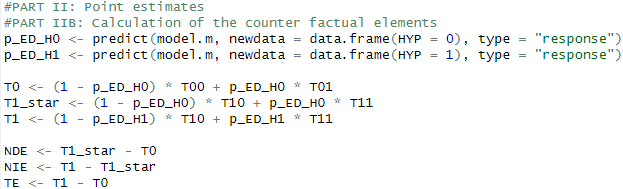 #PART II: Point estimates
#PART IIB: Calculation of the counter factual elements
p_ED_H0 <- predict(model.m, newdata = data.frame(HYP = 0), type = "response")
p_ED_H1 <- predict(model.m, newdata = data.frame(HYP = 1), type = "response")
T0 <- (1 - p_ED_H0) * T00 + p_ED_H0 * T01
T1_star <- (1 - p_ED_H0) * T10 + p_ED_H0 * T11
T1 <- (1 - p_ED_H1) * T10 + p_ED_H1 * T11
NDE <- T1_star - T0
NIE <- T1 - T1_star
TE <- T1 - T0